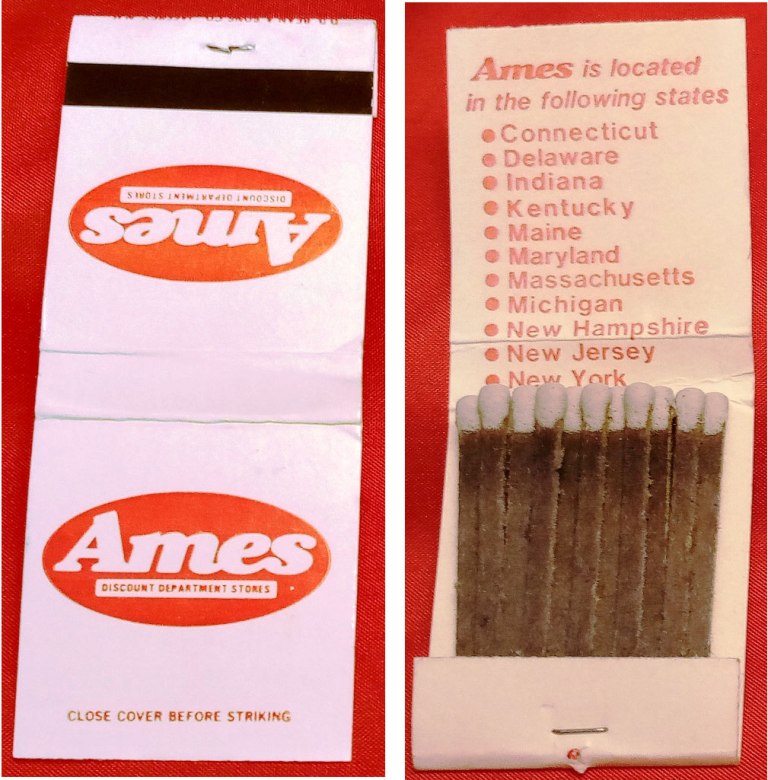 Ames
DISCOUNT DEPARTMENT STORES
Ames
DISCOUNT DEPARTMENT STORES
CLOSE COVER BEFORE STRIKING
Ames is located
in the following states
Connecticut
Delaware
Indiana
Kentucky
Maine
Maryland
Massachusetts
Michigan
New Hampshire
New Jersey
New York